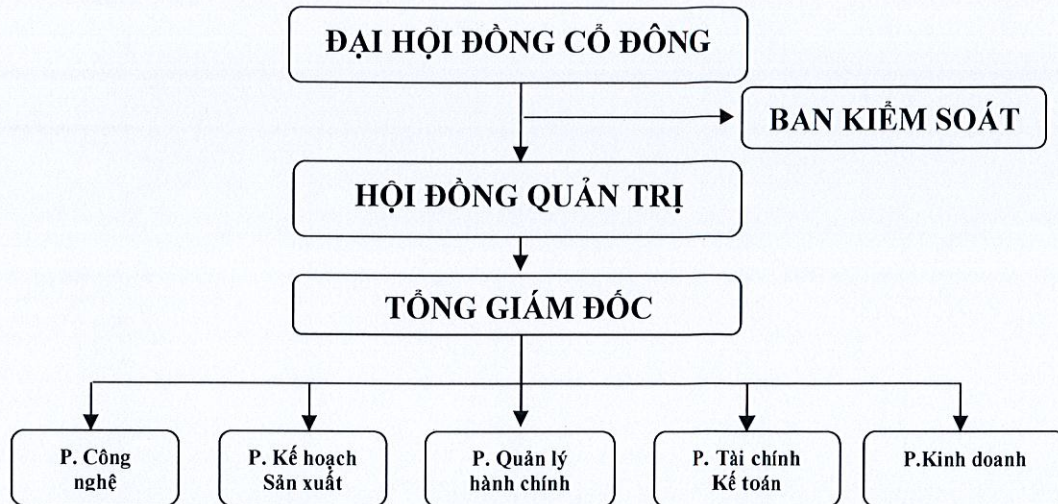 ĐẠI HỘI ĐỒNG CỔ ĐÔNG
BAN KIỂM SOÁT
HỘI ĐỒNG QUẢN TRỊ
TỔNG GIÁM ĐỐC
P. Công
nghệ
P. Kế hoạch
Sản xuất
P. Quản lý
hành chính
P. Tài chính
Kế toán
P.Kinh doanh